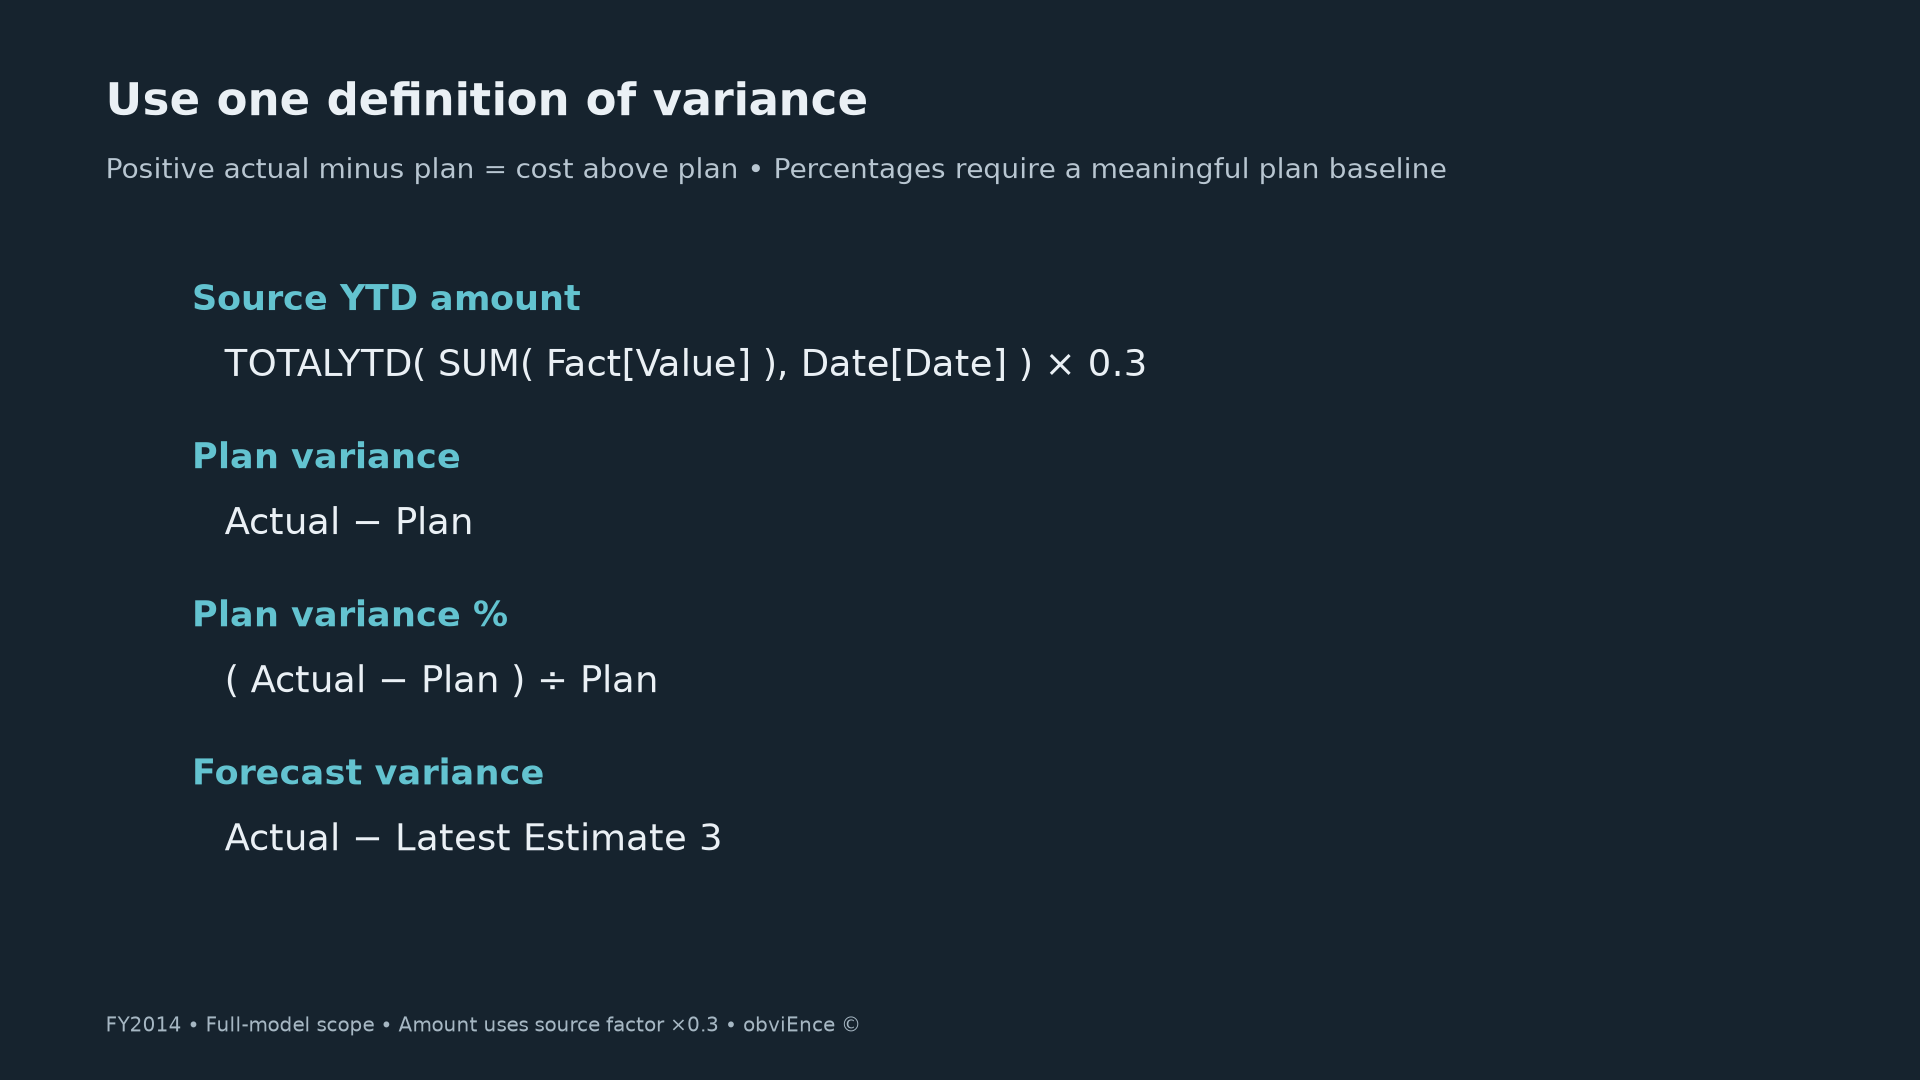 Use one definition of variance
Positive actual minus plan = cost above plan • Percentages require a meaningful plan baseline
Source YTD amount
TOTALYTD( SUM( Fact[Value] ), Date[Date] ) × 0.3
Plan variance
Actual − Plan
Plan variance %
( Actual − Plan ) ÷ Plan
Forecast variance
Actual − Latest Estimate 3
FY2014 • Full-model scope • Amount uses source factor ×0.3 • obviEnce ©